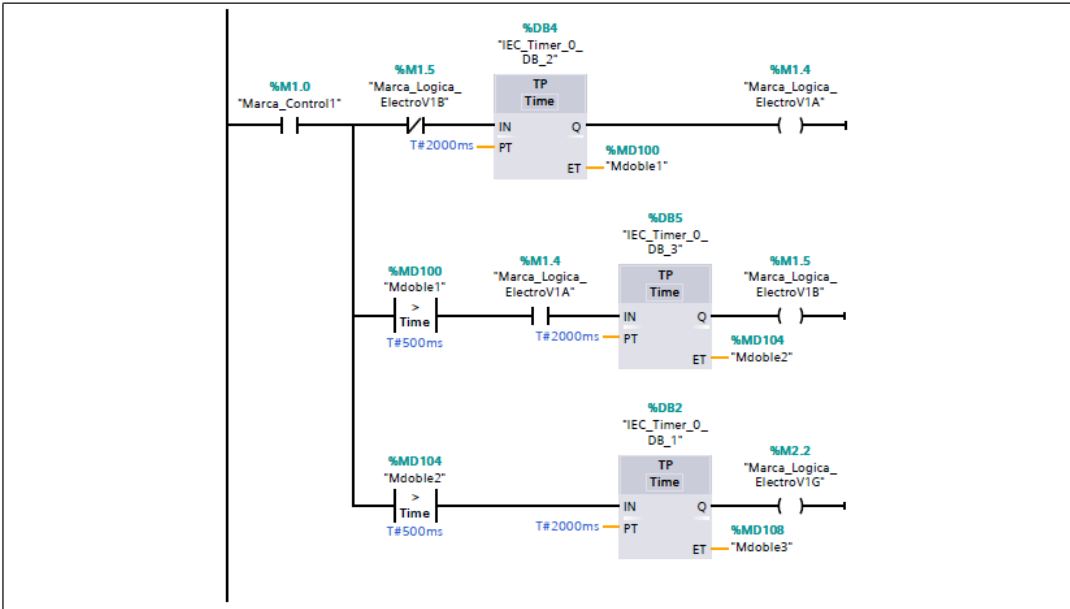 %DB4
"IEC_Timer_0_
DB_2"
%M1.0
"Marca_Control1"
%M1.5
"Marca_Logica_
ElectroV1B"
TP
Time
IN
Q
T#2000ms
PT
ET
%MD100
"Mdoble1"
%M1.4
"Marca_Logica_
ElectroV1A"
%DB5
"IEC_Timer_0_
DB_3"
%MD100
"Mdoble1"
>
Time
T#500ms
%M1.4
"Marca_Logica_
ElectroV1A"
TP
Time
IN
Q
T#2000ms
PT
ET
%MD104
"Mdoble2"
%M1.5
"Marca_Logica_
ElectroV1B"
%DB2
"IEC_Timer_0_
DB_1"
%MD104
"Mdoble2"
>
Time
T#500ms
TP
Time
IN
Q
T#2000ms
PT
ET
%MD108
"Mdoble3"
%M2.2
"Marca_Logica_
ElectroV1G"